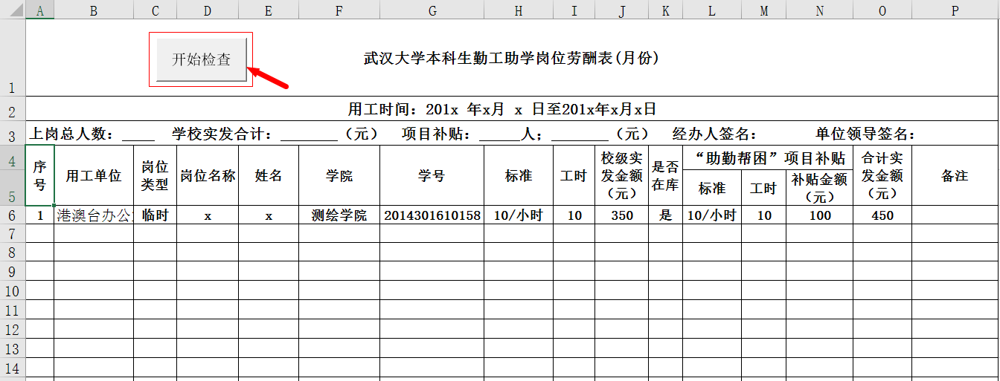 A B C D E F G H I J K L M N O P
开始检查
武汉大学本科生勤工助学岗位劳酬表(月份)
1
2 用工时间：201x 年x月 x 日至201x年x月x日
3 上岗总人数：____ 学校实发合计：_______（元） 项目补贴：_____人；_______（元） 经办人签名： 单位领导签名：
4
5
序号
用工单位
岗位类型
岗位名称
姓名
学院
学号
标准
工时
校级实发金额（元）
是否在库
“助勤帮困”项目补贴
标准
工时
补贴金额（元）
合计实发金额（元）
备注
6 1 港澳台办公 临时 x x 测绘学院 2014301610158 10/小时 10 350 是 10/小时 10 100 450
7
8
9
10
11
12
13
14